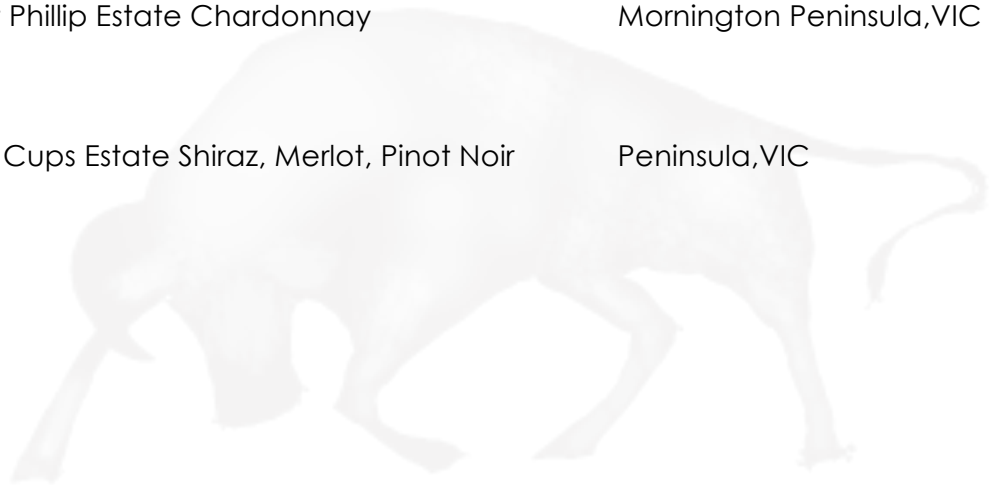 Phillip Estate Chardonnay Mornington Peninsula,VIC
Cups Estate Shiraz, Merlot, Pinot Noir Peninsula,VIC